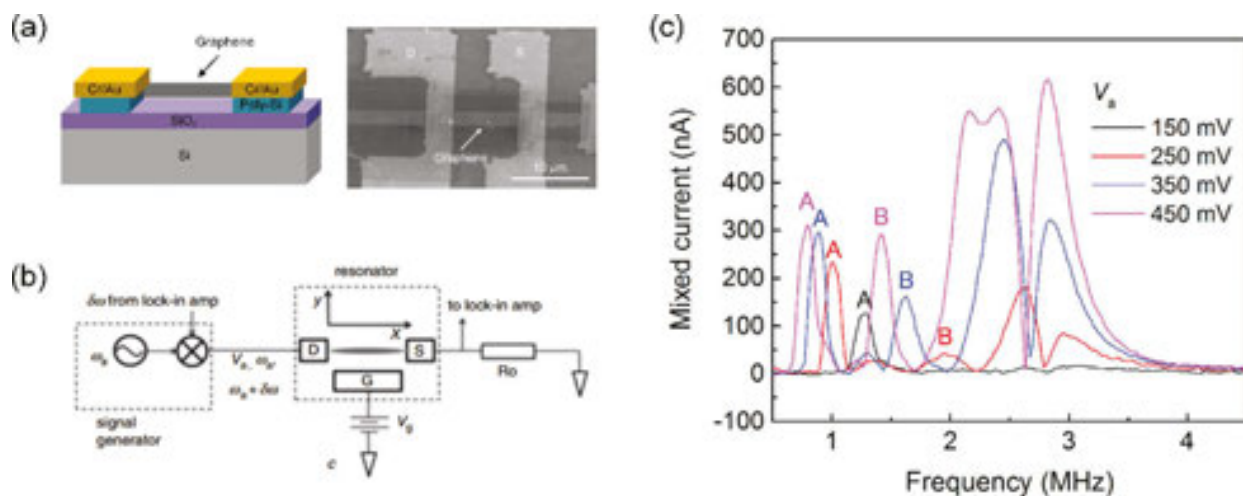 (a)
Graphene
Cr/Au
Cr/Au
Poly-Si
SiO₂
Si
D
S
Graphene
10 μm
(b)
δω from lock-in amp
resonator
y
x
to lock-in amp
ωₐ
Vₐ, ωₐ,
D
S
ωₐ + δω
G
Ro
signal
generator
V_g
c
(c)
700
600
500
400
300
200
100
0
-100
Mixed current (nA)
Vₐ
150 mV
250 mV
350 mV
450 mV
A
A
A
A
B
B
B
1
2
3
4
Frequency (MHz)